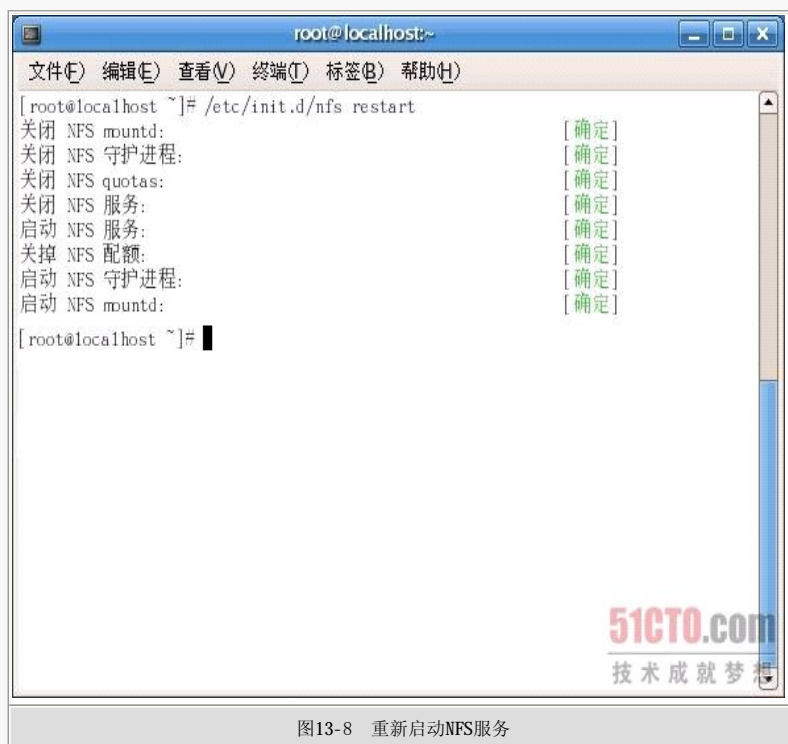 root@localhost:~
文件(F) 编辑(E) 查看(V) 终端(T) 标签(B) 帮助(H)
[root@localhost ~]# /etc/init.d/nfs restart
关闭 NFS mountd: [确定]
关闭 NFS 守护进程: [确定]
关闭 NFS quotas: [确定]
关闭 NFS 服务: [确定]
启动 NFS 服务: [确定]
关掉 NFS 配额: [确定]
启动 NFS 守护进程: [确定]
启动 NFS mountd: [确定]
[root@localhost ~]#
51CTO.com
技术成就梦想
图13-8 重新启动NFS服务